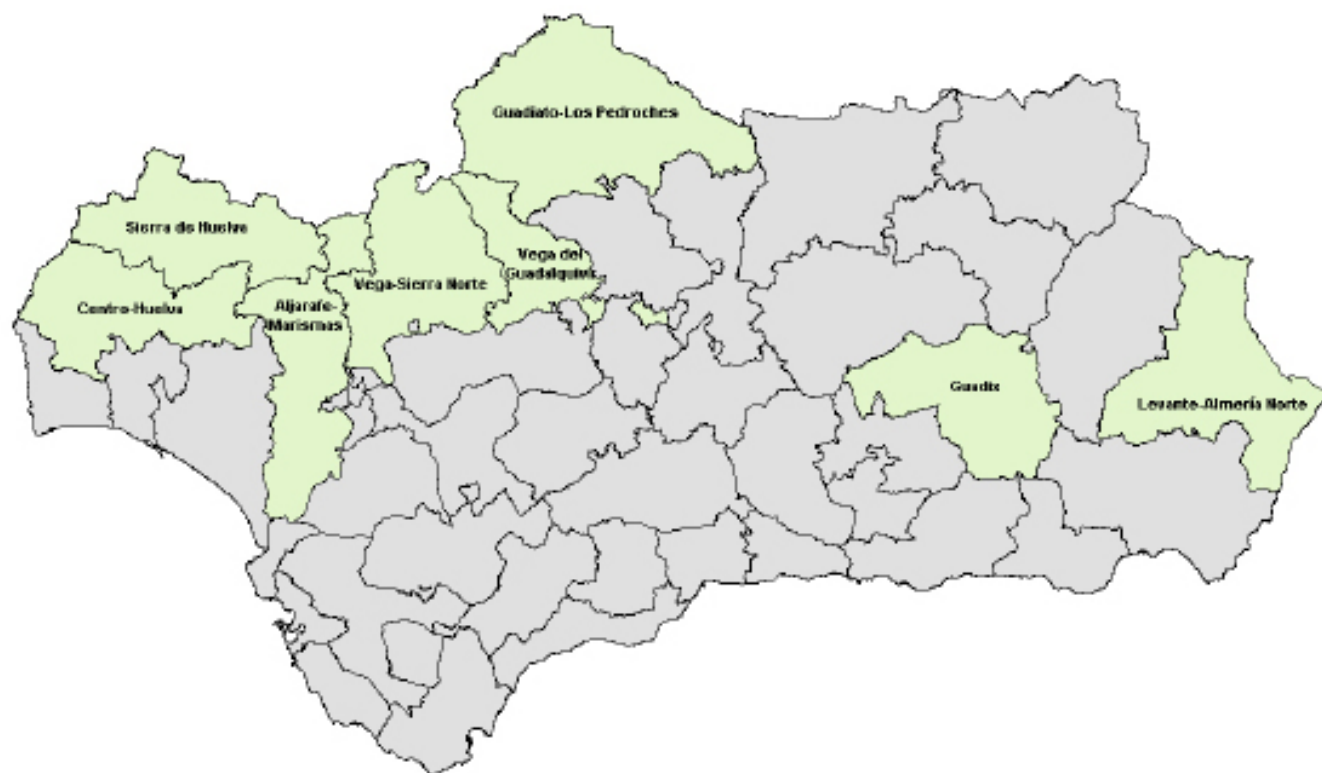 Guadiato-Los Pedroches
Sierra de Huelva
Vega del
Guadalquivir
Vega-Sierra Norte
Centro-Huelva
Aljarafe-
Marismas
Guadix
Levante-Almería Norte